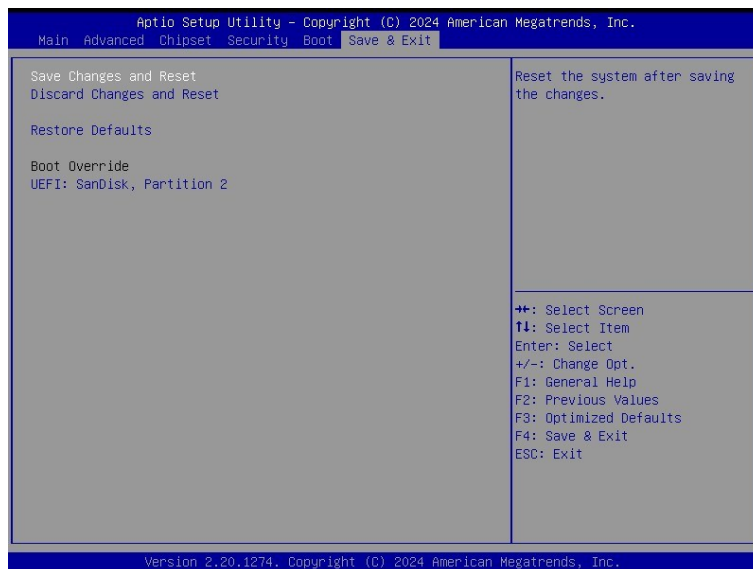 Aptio Setup Utility – Copyright (C) 2024 American Megatrends, Inc.
Main Advanced Chipset Security Boot Save & Exit
Save Changes and Reset
Discard Changes and Reset
Restore Defaults
Boot Override
UEFI: SanDisk, Partition 2
Reset the system after saving
the changes.
→←: Select Screen
↑↓: Select Item
Enter: Select
+/-: Change Opt.
F1: General Help
F2: Previous Values
F3: Optimized Defaults
F4: Save & Exit
ESC: Exit
Version 2.20.1274. Copyright (C) 2024 American Megatrends, Inc.